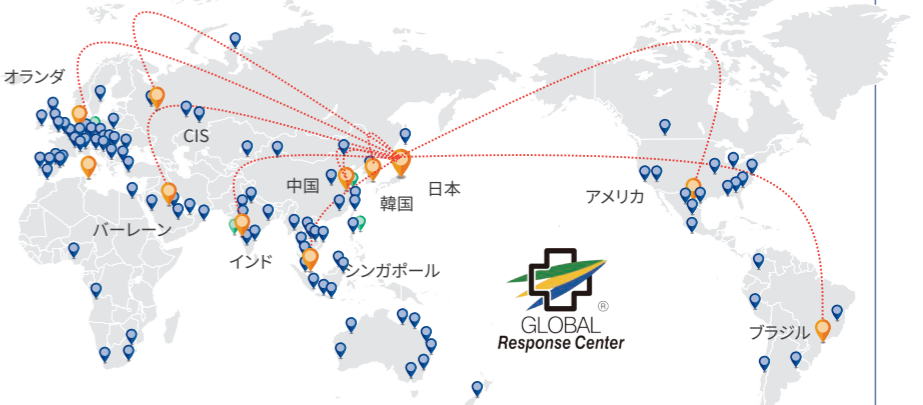 オランダ
CIS
中国
日本
韓国
アメリカ
バーレーン
インド
シンガポール
ブラジル
®
GLOBAL
Response Center